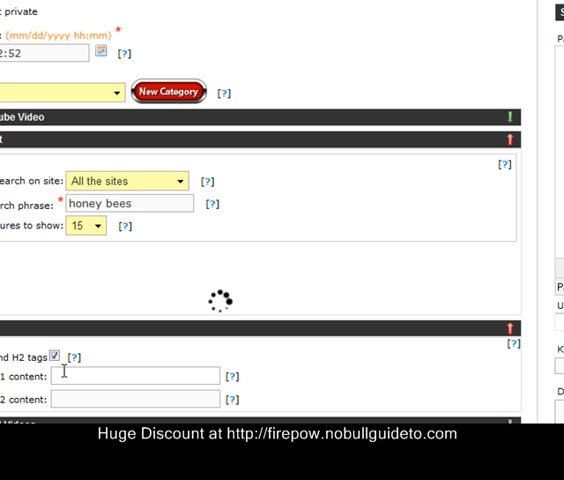 t private
: (mm/dd/yyyy hh:mm) *
2:52 [?]
New Category [?]
ube Video
t
[?]
earch on site: All the sites [?]
rch phrase: * honey bees [?]
ures to show: 15 [?]
[?]
nd H2 tags [?]
1 content: [?]
2 content: [?]
Huge Discount at http://firepow.nobullguideto.com